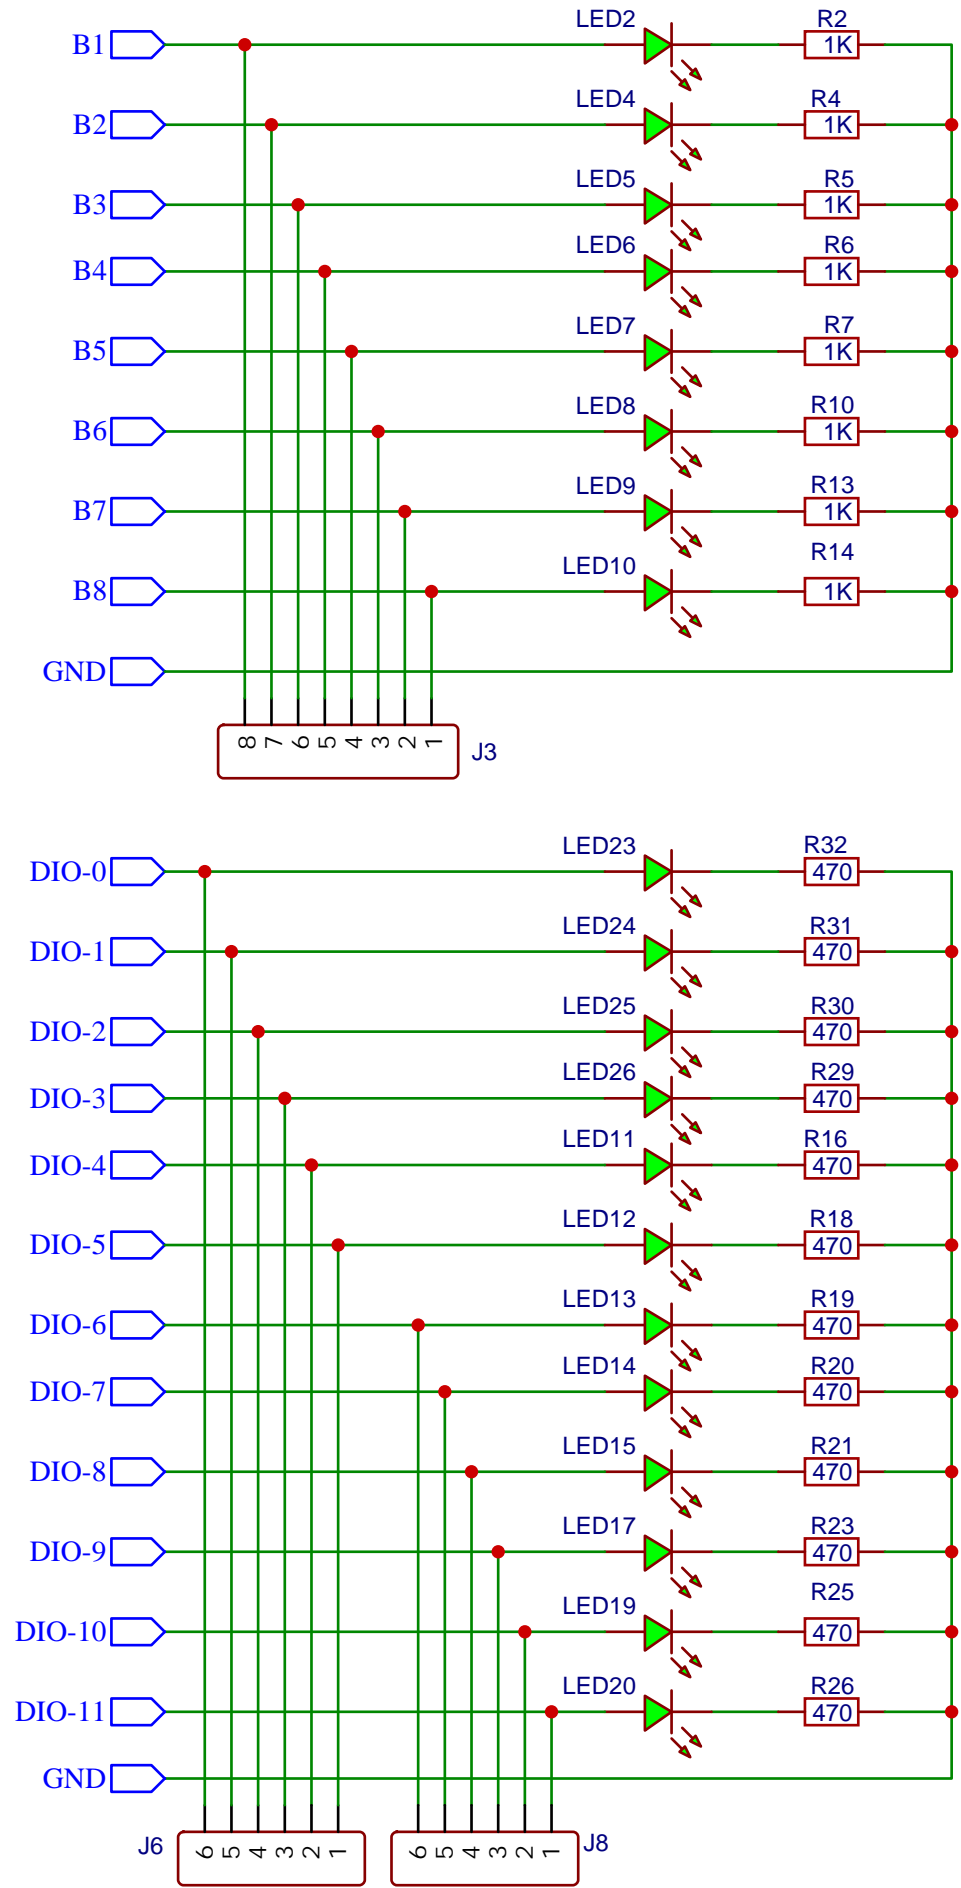 LED2 R2
B1 1K
LED4 R4
B2 1K
LED5 R5
B3 1K
LED6 R6
B4 1K
LED7 R7
B5 1K
LED8 R10
B6 1K
LED9 R13
B7 1K
LED10 R14
B8 1K
GND
8 7 6 5 4 3 2 1 J3
LED23 R32
DIO-0 470
LED24 R31
DIO-1 470
LED25 R30
DIO-2 470
LED26 R29
DIO-3 470
LED11 R16
DIO-4 470
LED12 R18
DIO-5 470
LED13 R19
DIO-6 470
LED14 R20
DIO-7 470
LED15 R21
DIO-8 470
LED17 R23
DIO-9 470
LED19 R25
DIO-10 470
LED20 R26
DIO-11 470
GND
J6 6 5 4 3 2 1 6 5 4 3 2 1 J8